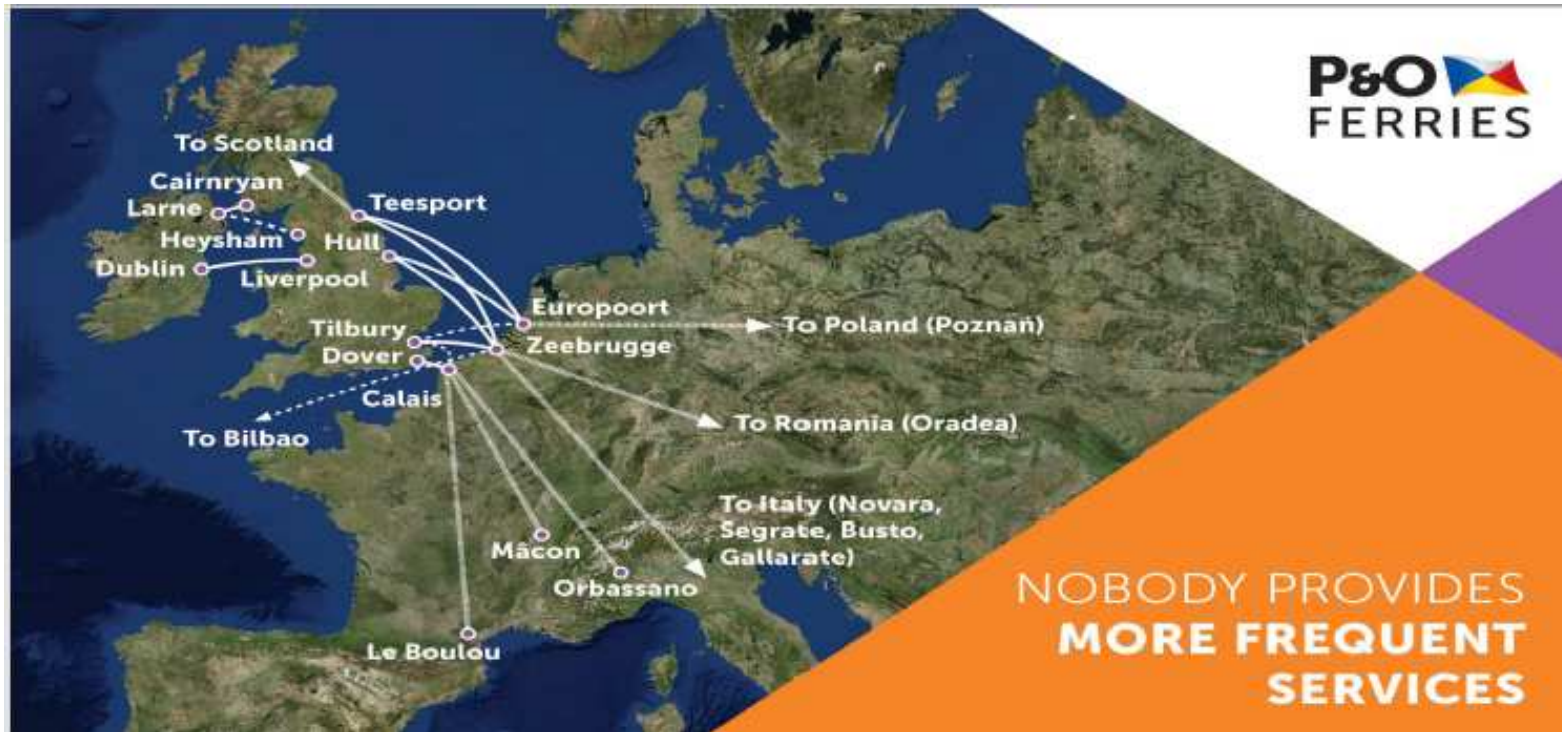 P&O
FERRIES
To Scotland
Cairnryan
Larne
Teesport
Heysham
Hull
Dublin
Liverpool
Europoort
Tilbury
To Poland (Poznań)
Dover
Zeebrugge
Calais
To Romania (Oradea)
To Bilbao
To Italy (Novara,
Segrate, Busto,
Gallarate)
Mâcon
Orbassano
Le Boulou
NOBODY PROVIDES
MORE FREQUENT
SERVICES